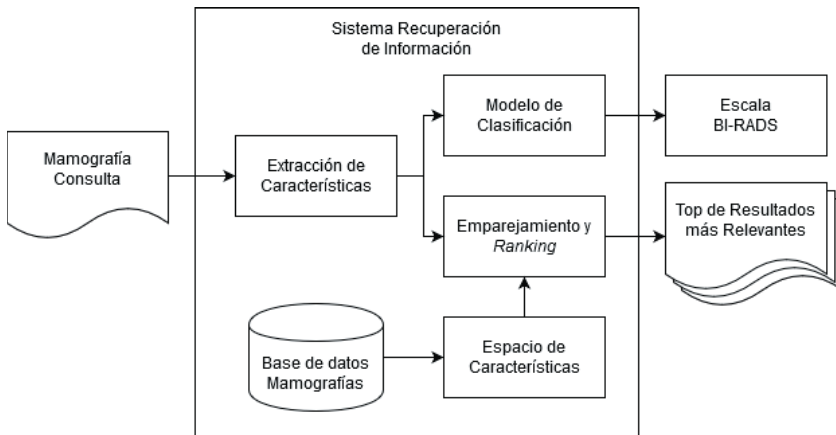 Sistema Recuperación
de Información
Mamografía
Consulta
Extracción de
Características
Modelo de
Clasificación
Escala
BI-RADS
Emparejamiento y
Ranking
Top de Resultados
más Relevantes
Base de datos
Mamografías
Espacio de
Características